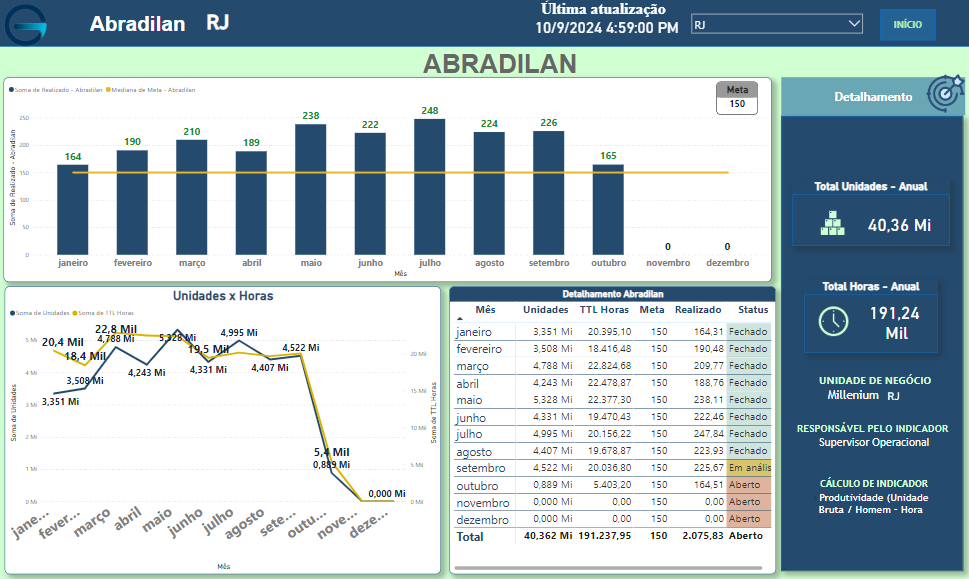 Abradilan RJ
Última atualização
10/9/2024 4:59:00 PM
RJ
INÍCIO
ABRADILAN
Soma de Realizado - Abradilan Mediana de Meta - Abradilan
Meta
150
Soma de Realizado - Abradilan
250
200
150
100
50
0
164
190
210
189
238
222
248
224
226
165
0
0
janeiro fevereiro março abril maio junho julho agosto setembro outubro novembro dezembro
Mês
Detalhamento
Total Unidades - Anual
40,36 Mi
Total Horas - Anual
191,24
Mil
UNIDADE DE NEGÓCIO
Millenium RJ
RESPONSÁVEL PELO INDICADOR
Supervisor Operacional
CÁLCULO DE INDICADOR
Produtividade (Unidade
Bruta / Homem - Hora
Unidades x Horas
Soma de Unidades Soma de TTL Horas
Soma de Unidades
5 Mi
4 Mi
3 Mi
2 Mi
1 Mi
0 Mi
20,4 Mil
18,4 Mil
22,8 Mil
19,5 Mil
5,4 Mil
3,351 Mi
3,508 Mi
4,788 Mi
4,243 Mi
5,328 Mi
4,331 Mi
4,995 Mi
4,407 Mi
4,522 Mi
0,889 Mi
0,000 Mi
20 Mil
15 Mil
10 Mil
5 Mil
0 Mil
Soma de TTL Horas
jane... fever... março abril maio junho julho agosto sete... outu... nove... deze...
Mês
Detalhamento Abradilan
Mês Unidades TTL Horas Meta Realizado Status
janeiro 3,351 Mi 20.395,10 150 164,31 Fechado
fevereiro 3,508 Mi 18.416,48 150 190,48 Fechado
março 4,788 Mi 22.824,68 150 209,77 Fechado
abril 4,243 Mi 22.478,87 150 188,76 Fechado
maio 5,328 Mi 22.377,30 150 238,11 Fechado
junho 4,331 Mi 19.470,43 150 222,46 Fechado
julho 4,995 Mi 20.156,22 150 247,84 Fechado
agosto 4,407 Mi 19.678,87 150 223,93 Fechado
setembro 4,522 Mi 20.036,80 150 225,67 Em anális
outubro 0,889 Mi 5.403,20 150 164,51 Aberto
novembro 0,000 Mi 0,00 150 0,00 Aberto
dezembro 0,000 Mi 0,00 150 0,00 Aberto
Total 40,362 Mi 191.237,95 150 2.075,83 Aberto